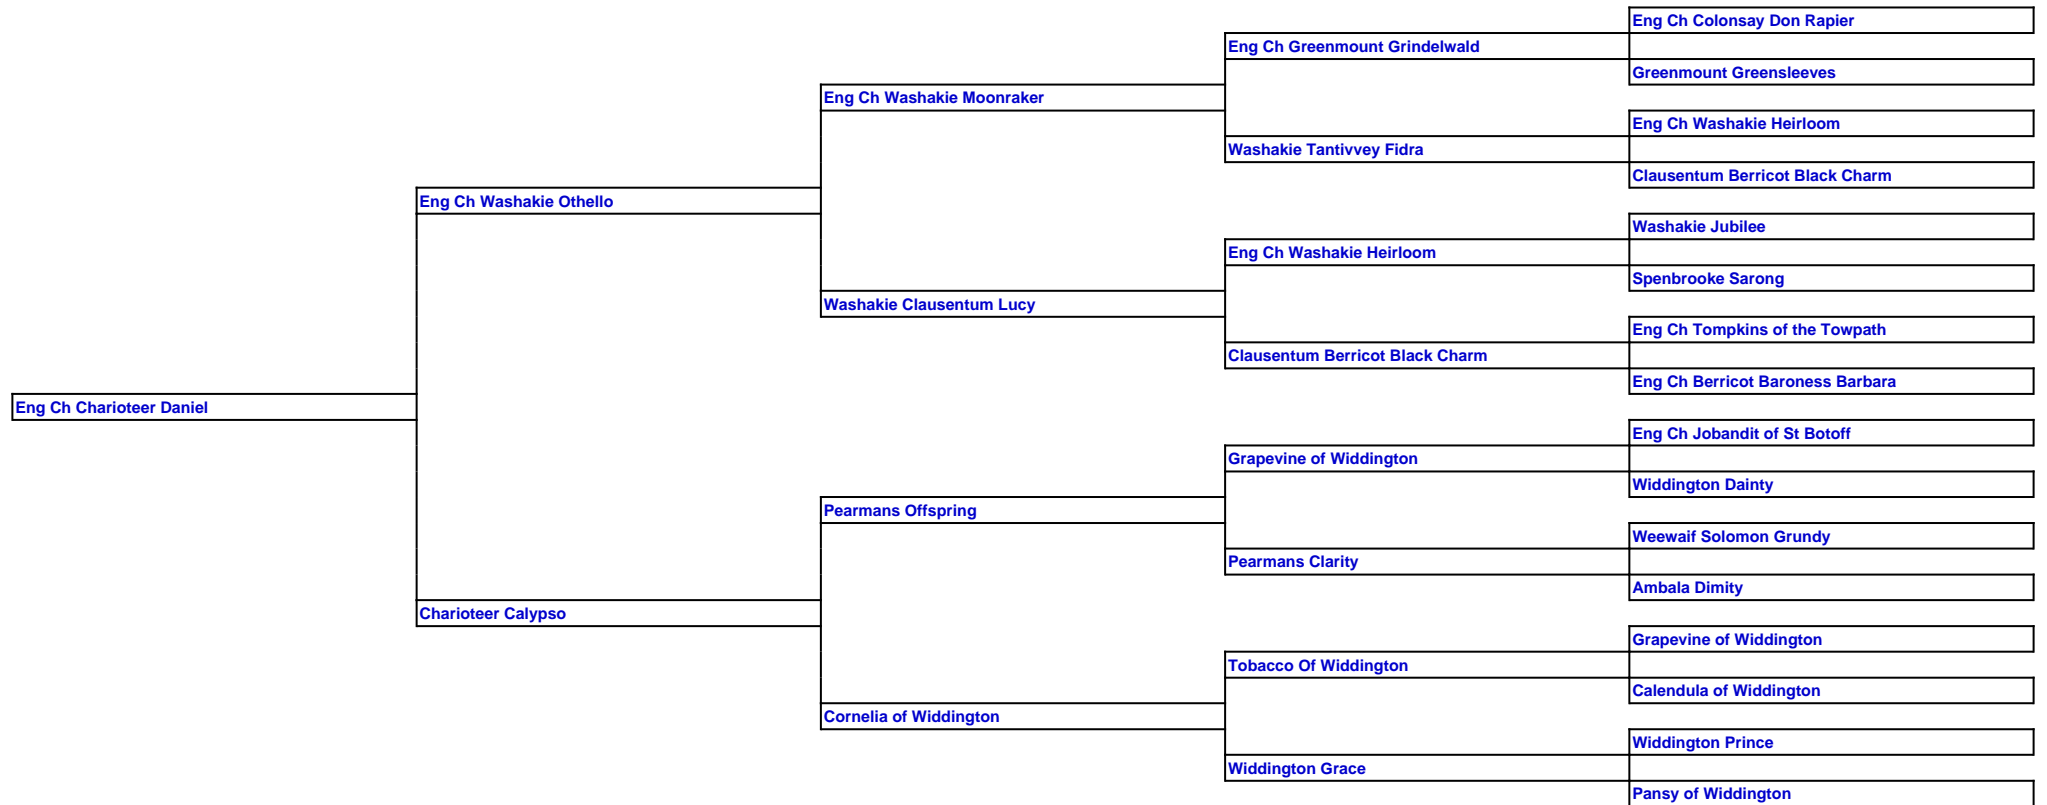 Eng Ch Colonsay Don Rapier
Eng Ch Greenmount Grindelwald
Greenmount Greensleeves
Eng Ch Washakie Moonraker
Eng Ch Washakie Heirloom
Washakie Tantivvey Fidra
Clausentum Berricot Black Charm
Eng Ch Washakie Othello
Washakie Jubilee
Eng Ch Washakie Heirloom
Spenbrooke Sarong
Washakie Clausentum Lucy
Eng Ch Tompkins of the Towpath
Clausentum Berricot Black Charm
Eng Ch Berricot Baroness Barbara
Eng Ch Charioteer Daniel
Eng Ch Jobandit of St Botoff
Grapevine of Widdington
Widdington Dainty
Pearmans Offspring
Weewaif Solomon Grundy
Pearmans Clarity
Ambala Dimity
Charioteer Calypso
Grapevine of Widdington
Tobacco Of Widdington
Calendula of Widdington
Cornelia of Widdington
Widdington Prince
Widdington Grace
Pansy of Widdington